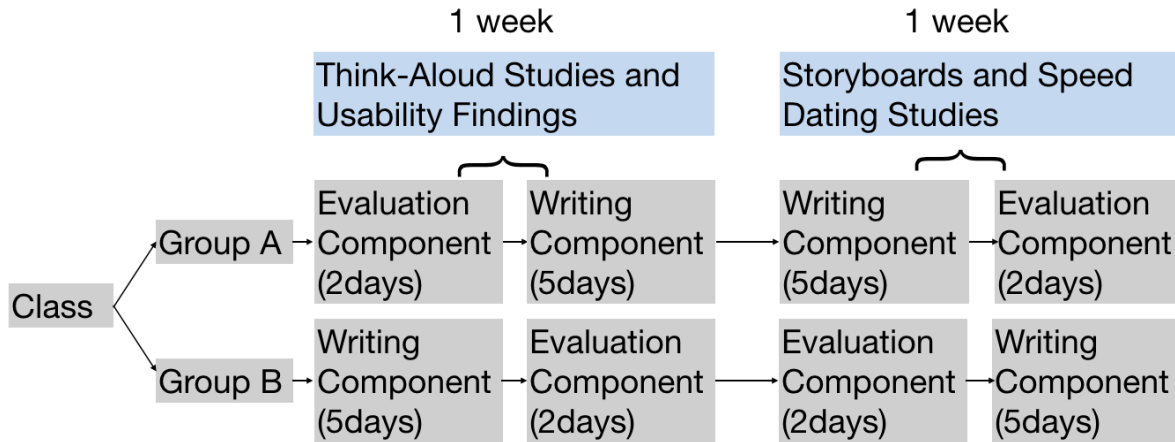 1 week
1 week
Think-Aloud Studies and
Usability Findings
Storyboards and Speed
Dating Studies
Class
Group A
Evaluation
Component
(2days)
Writing
Component
(5days)
Writing
Component
(5days)
Evaluation
Component
(2days)
Group B
Writing
Component
(5days)
Evaluation
Component
(2days)
Evaluation
Component
(2days)
Writing
Component
(5days)